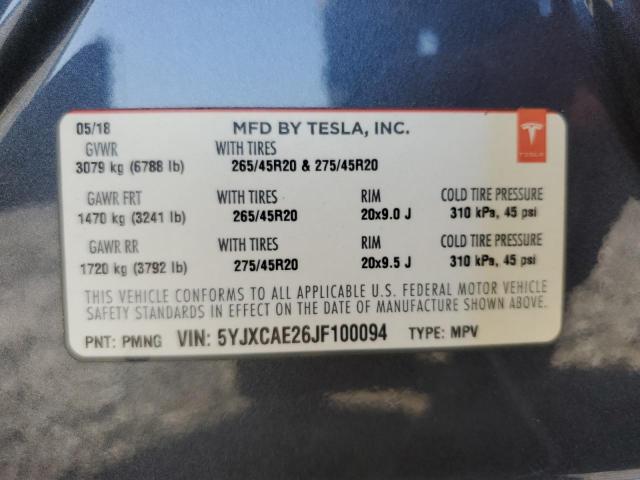 05/18 MFD BY TESLA, INC.
GVWR WITH TIRES
3079 kg (6788 lb) 265/45R20 & 275/45R20
TESLA
GAWR FRT WITH TIRES RIM COLD TIRE PRESSURE
1470 kg (3241 lb) 265/45R20 20x9.0 J 310 kPa, 45 psi
GAWR RR WITH TIRES RIM COLD TIRE PRESSURE
1720 kg (3792 lb) 275/45R20 20x9.5 J 310 kPa, 45 psi
THIS VEHICLE CONFORMS TO ALL APPLICABLE U.S. FEDERAL MOTOR VEHICLE
SAFETY STANDARDS IN EFFECT ON THE DATE OF MANUFACTURE SHOWN ABOVE.
PNT: PMNG VIN: 5YJXCAE26JF100094 TYPE: MPV